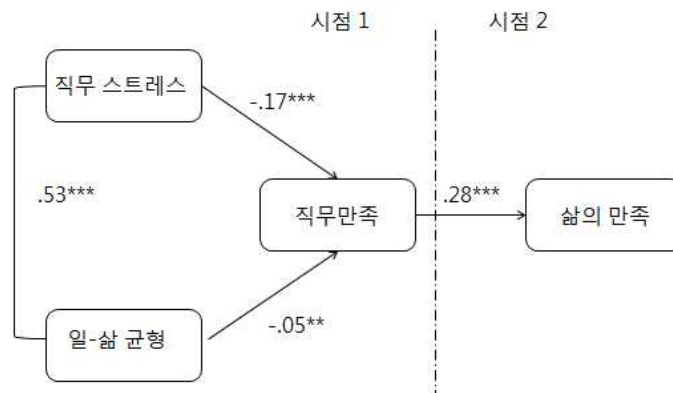 시점 1
시점 2
직무 스트레스
-.17***
.53***
직무만족
.28***
삶의 만족
일-삶 균형
-.05**